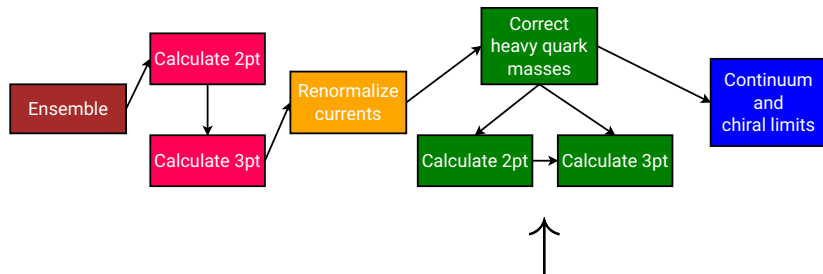 Ensemble
Calculate 2pt
Calculate 3pt
Renormalize
currents
Correct
heavy quark
masses
Calculate 2pt
Calculate 3pt
Continuum
and
chiral limits